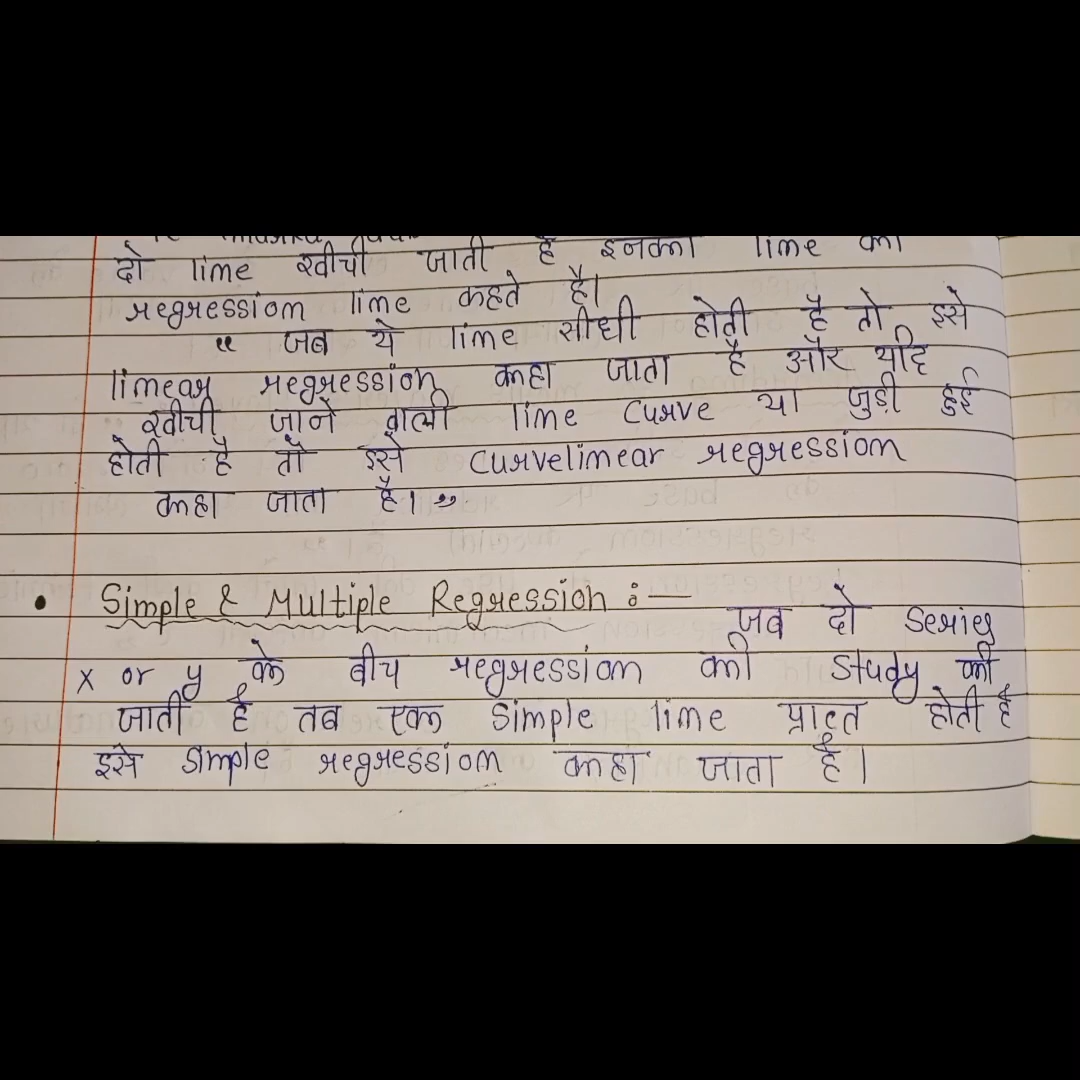 दो line खींची जाती है इनका line को
regression line कहते है।
" जब ये line सीधी होती है तो इसे
linear regression कहा जाता है और यदि
खींची जाने वाली line curve या जुड़ी हुई
होती है तो इसे curvelinear regression
कहा जाता है। "
• Simple & Multiple Regression :—
जब दो series
x or y के बीच regression की study की
जाती है तब एक simple line प्राप्त होती है
इसे simple regression कहा जाता है।